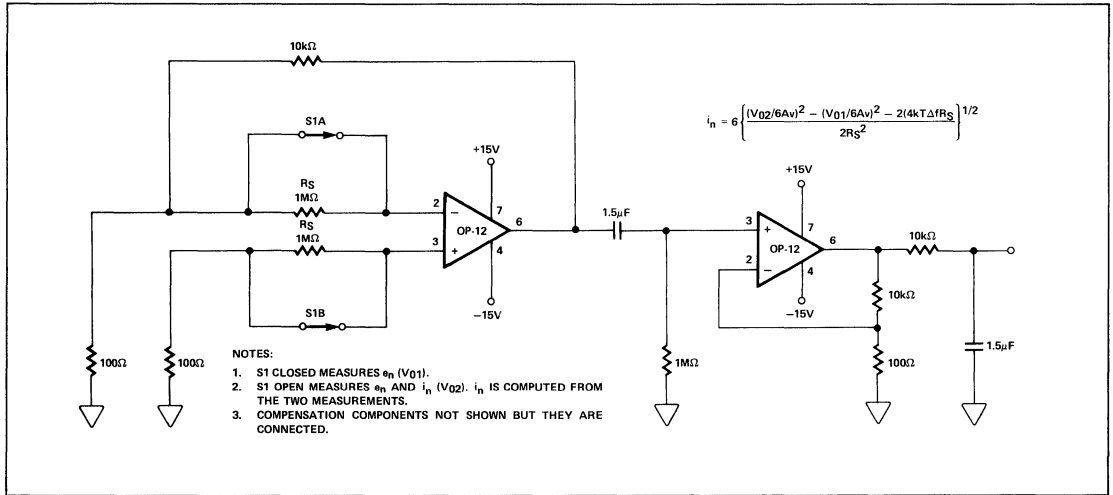 10kΩ
S1A
RS
1MΩ
RS
1MΩ
S1B
+15V
2
−
7
6
OP-12
3
+
4
−15V
100Ω
100Ω
1.5μF
1MΩ
in = 6 { (V02/6Av)2 − (V01/6Av)2 − 2(4kTΔfRS / 2RS2 } 1/2
+15V
3
+
7
6
OP-12
2
−
4
−15V
10kΩ
10kΩ
100Ω
1.5μF
NOTES:
1. S1 CLOSED MEASURES en (V01).
2. S1 OPEN MEASURES en AND in (V02). in IS COMPUTED FROM
THE TWO MEASUREMENTS.
3. COMPENSATION COMPONENTS NOT SHOWN BUT THEY ARE
CONNECTED.